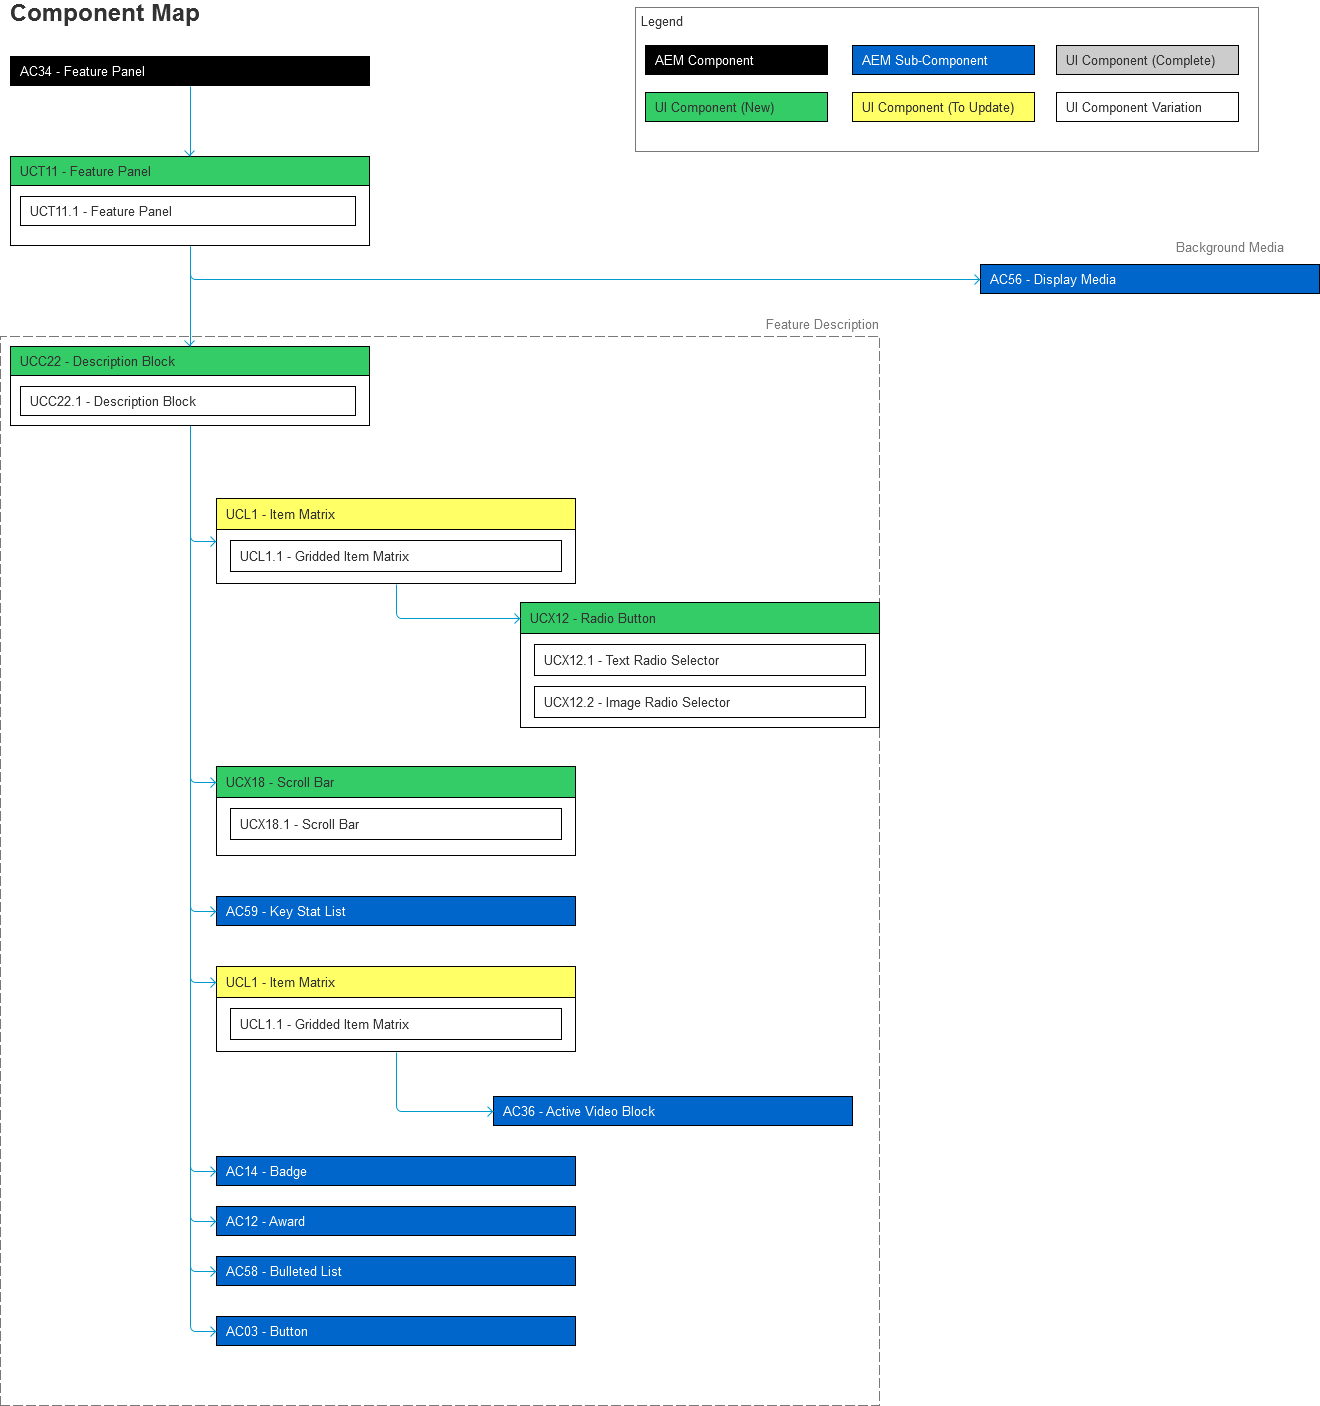 Component Map
Legend
AEM Component
AEM Sub-Component
UI Component (Complete)
UI Component (New)
UI Component (To Update)
UI Component Variation
AC34 - Feature Panel
UCT11 - Feature Panel
UCT11.1 - Feature Panel
Background Media
AC56 - Display Media
Feature Description
UCC22 - Description Block
UCC22.1 - Description Block
UCL1 - Item Matrix
UCL1.1 - Gridded Item Matrix
UCX12 - Radio Button
UCX12.1 - Text Radio Selector
UCX12.2 - Image Radio Selector
UCX18 - Scroll Bar
UCX18.1 - Scroll Bar
AC59 - Key Stat List
UCL1 - Item Matrix
UCL1.1 - Gridded Item Matrix
AC36 - Active Video Block
AC14 - Badge
AC12 - Award
AC58 - Bulleted List
AC03 - Button